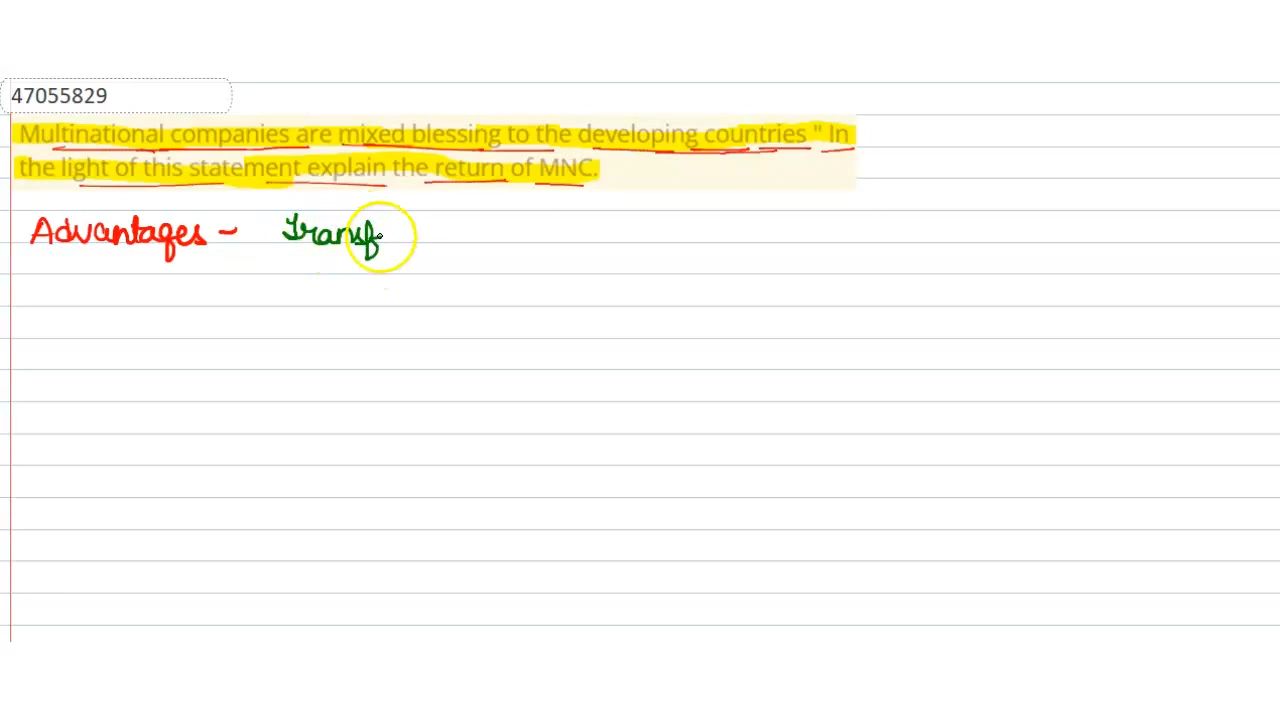 47055829
Multinational companies are mixed blessing to the developing countries " In
the light of this statement explain the return of MNC.
Advantages - Transf